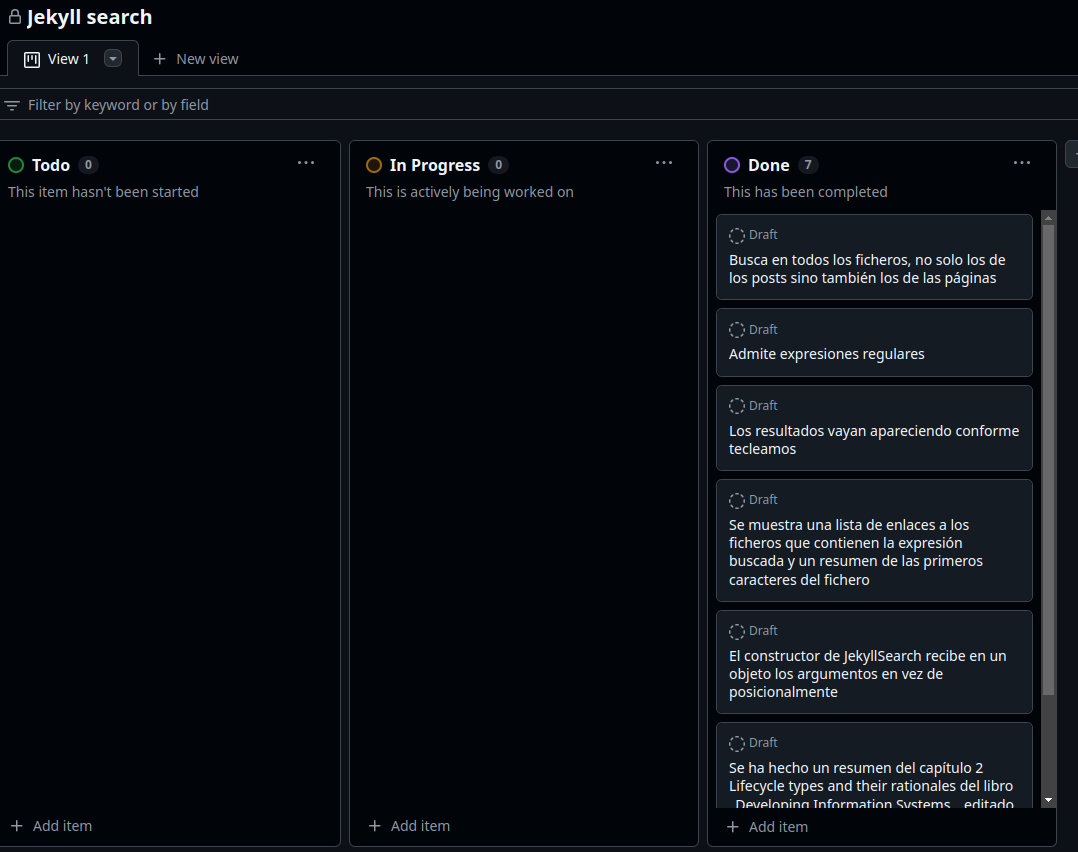 Jekyll search
View 1
New view
Filter by keyword or by field
Todo 0
This item hasn't been started
Add item
In Progress 0
This is actively being worked on
Add item
Done 7
This has been completed
Draft
Busca en todos los ficheros, no solo los de
los posts sino también los de las páginas
Draft
Admite expresiones regulares
Draft
Los resultados vayan apareciendo conforme
tecleamos
Draft
Se muestra una lista de enlaces a los
ficheros que contienen la expresión
buscada y un resumen de las primeros
caracteres del fichero
Draft
El constructor de JekyllSearch recibe en un
objeto los argumentos en vez de
posicionalmente
Draft
Se ha hecho un resumen del capítulo 2
Lifecycle types and their rationales del libro
_Developing Information Systems_ editado
Add item